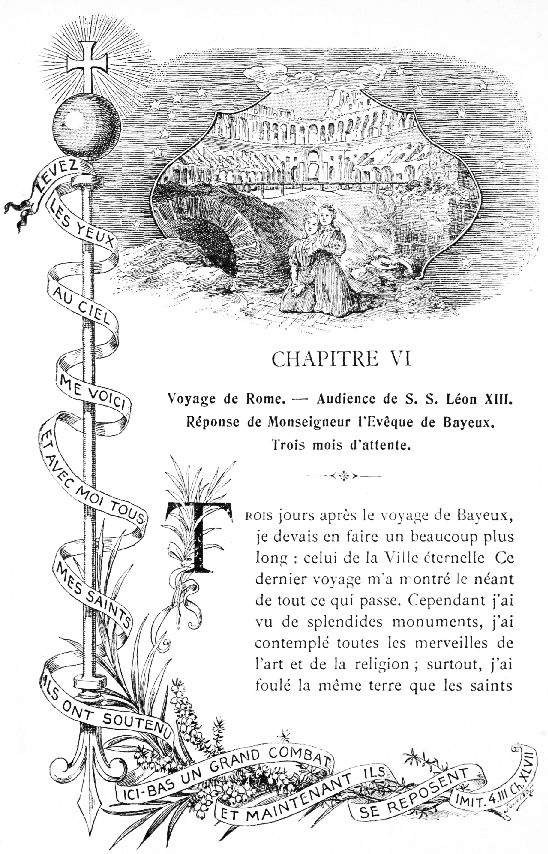 LEVEZ
LES YEUX
AU CIEL
ME VOICI
ET AVEC MOI TOUS
MES SAINTS
ILS ONT SOUTENU
ICI-BAS UN GRAND COMBAT
ET MAINTENANT ILS
SE REPOSENT
IMIT. 4.III Ch. XLVII
CHAPITRE VI
Voyage de Rome. — Audience de S. S. Léon XIII.
Réponse de Monseigneur l'Evêque de Bayeux.
Trois mois d'attente.
TROIS jours après le voyage de Bayeux,
je devais en faire un beaucoup plus
long : celui de la Ville éternelle Ce
dernier voyage m'a montré le néant
de tout ce qui passe. Cependant j'ai
vu de splendides monuments, j'ai
contemplé toutes les merveilles de
l'art et de la religion ; surtout, j'ai
foulé la même terre que les saints